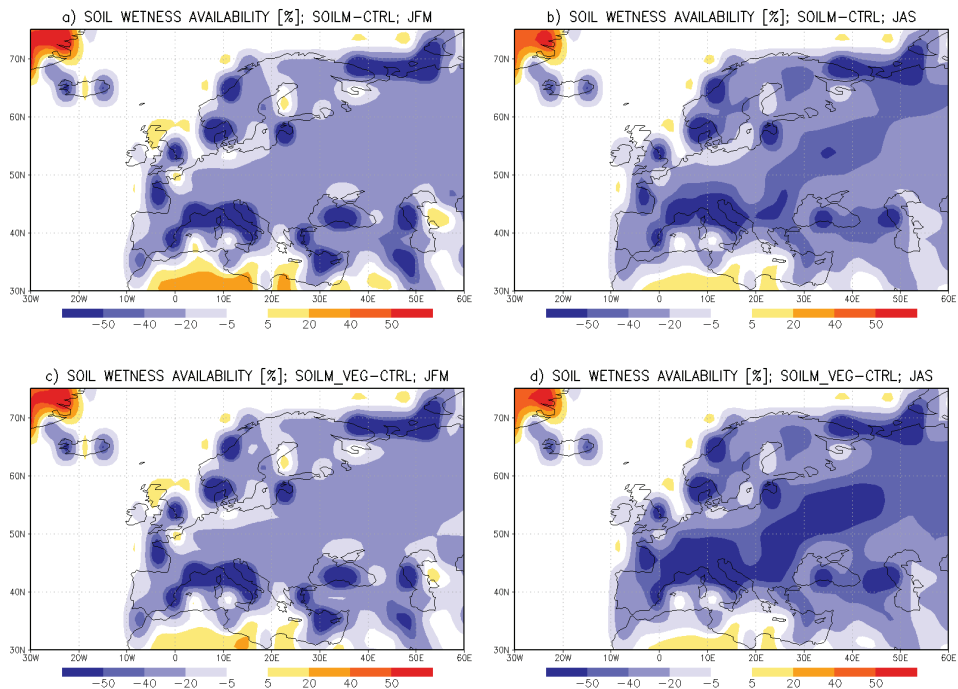 a) SOIL WETNESS AVAILABILITY [%]; SOILM-CTRL; JFM
b) SOIL WETNESS AVAILABILITY [%]; SOILM-CTRL; JAS
70N
60N
50N
40N
30N
30W 20W 10W 0 10E 20E 30E 40E 50E 60E
−50 −40 −20 −5 5 20 40 50
70N
60N
50N
40N
30N
30W 20W 10W 0 10E 20E 30E 40E 50E 60E
−50 −40 −20 −5 5 20 40 50
c) SOIL WETNESS AVAILABILITY [%]; SOILM_VEG-CTRL; JFM
d) SOIL WETNESS AVAILABILITY [%]; SOILM_VEG-CTRL; JAS
70N
60N
50N
40N
30N
30W 20W 10W 0 10E 20E 30E 40E 50E 60E
−50 −40 −20 −5 5 20 40 50
70N
60N
50N
40N
30N
30W 20W 10W 0 10E 20E 30E 40E 50E 60E
−50 −40 −20 −5 5 20 40 50